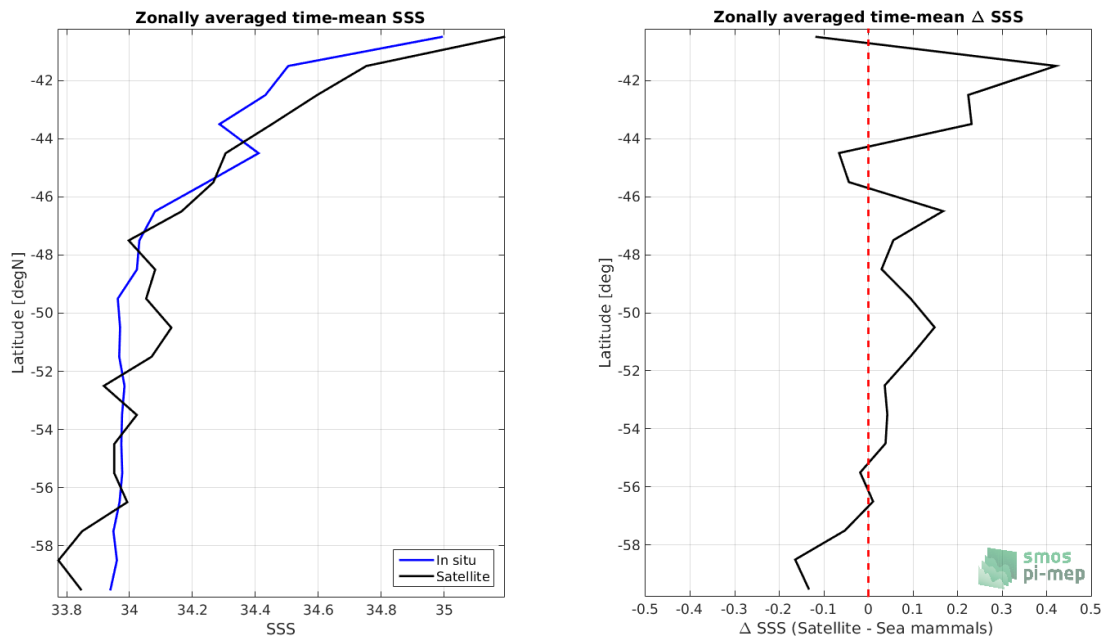 Zonally averaged time-mean SSS
-42
-44
-46
-48
-50
-52
-54
-56
-58
Latitude [degN]
In situ
Satellite
33.8 34 34.2 34.4 34.6 34.8 35
SSS
Zonally averaged time-mean Δ SSS
-42
-44
-46
-48
-50
-52
-54
-56
-58
Latitude [deg]
smos
pi-mep
-0.5 -0.4 -0.3 -0.2 -0.1 0 0.1 0.2 0.3 0.4 0.5
Δ SSS (Satellite - Sea mammals)